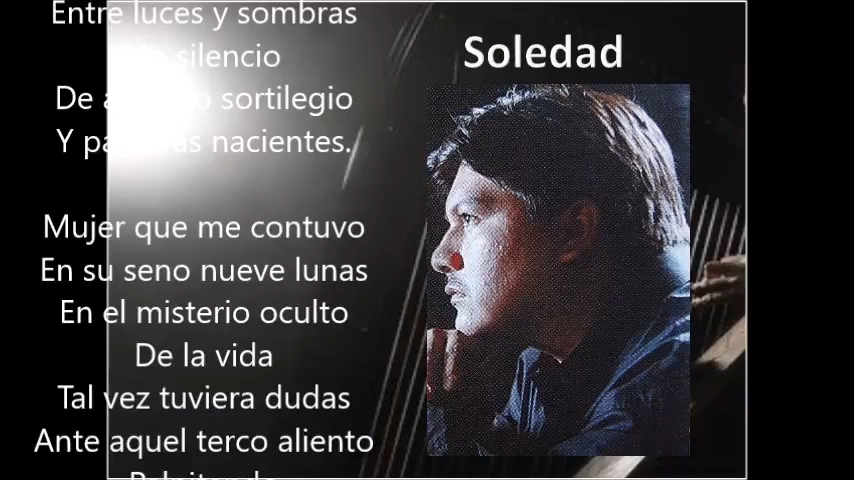 Entre luces y sombras
silencio
De sortilegio
Y nacientes.
Mujer que me contuvo
En su seno nueve lunas
En el misterio oculto
De la vida
Tal vez tuviera dudas
Ante aquel terco aliento
Soledad